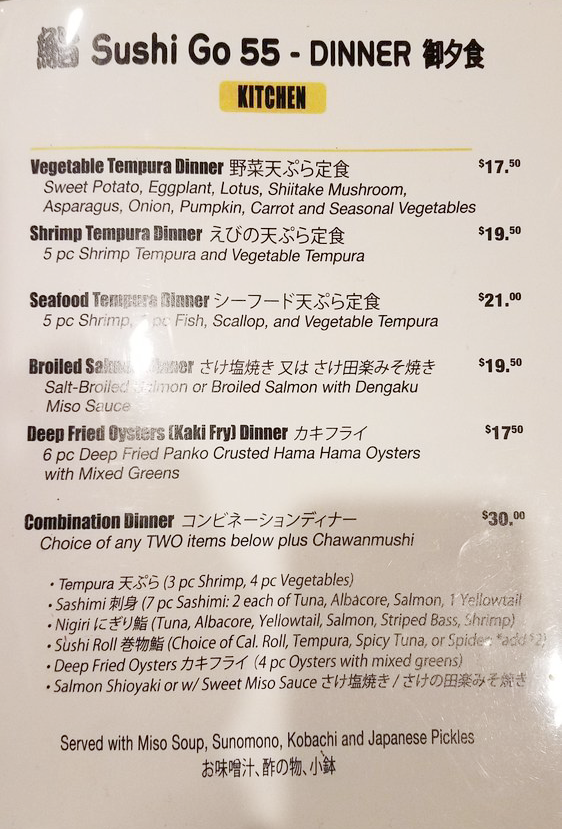 鮨 Sushi Go 55 - DINNER 御夕食
KITCHEN
Vegetable Tempura Dinner 野菜天ぷら定食 $17.50
Sweet Potato, Eggplant, Lotus, Shiitake Mushroom,
Asparagus, Onion, Pumpkin, Carrot and Seasonal Vegetables
Shrimp Tempura Dinner えびの天ぷら定食 $19.50
5 pc Shrimp Tempura and Vegetable Tempura
Seafood Tempura Dinner シーフード天ぷら定食 $21.00
5 pc Shrimp, pc Fish, Scallop, and Vegetable Tempura
Broiled Salmon Dinner さけ塩焼き 又は さけ田楽みそ焼き $19.50
Salt-Broiled Salmon or Broiled Salmon with Dengaku
Miso Sauce
Deep Fried Oysters (Kaki Fry) Dinner カキフライ $17.50
6 pc Deep Fried Panko Crusted Hama Hama Oysters
with Mixed Greens
Combination Dinner コンビネーションディナー $30.00
Choice of any TWO items below plus Chawanmushi
• Tempura 天ぷら (3 pc Shrimp, 4 pc Vegetables)
• Sashimi 刺身 (7 pc Sashimi: 2 each of Tuna, Albacore, Salmon, 1 Yellowtail
• Nigiri にぎり鮨 (Tuna, Albacore, Yellowtail, Salmon, Striped Bass, Shrimp)
• Sushi Roll 巻物鮨 (Choice of Cal. Roll, Tempura, Spicy Tuna, or Spider *add $2)
• Deep Fried Oysters カキフライ (4 pc Oysters with mixed greens)
• Salmon Shioyaki or w/ Sweet Miso Sauce さけ塩焼き / さけの田楽みそ焼き
Served with Miso Soup, Sunomono, Kobachi and Japanese Pickles
お味噌汁、酢の物、小鉢